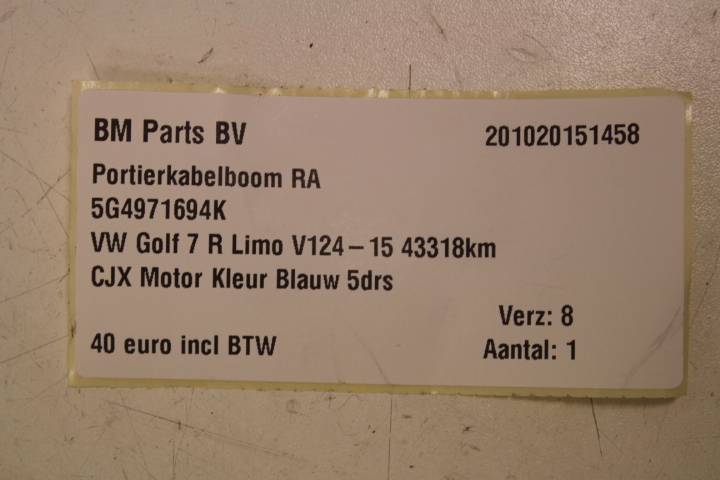 BM Parts BV 201020151458
Portierkabelboom RA
5G4971694K
VW Golf 7 R Limo V124 – 15 43318km
CJX Motor Kleur Blauw 5drs
Verz: 8
40 euro incl BTW Aantal: 1